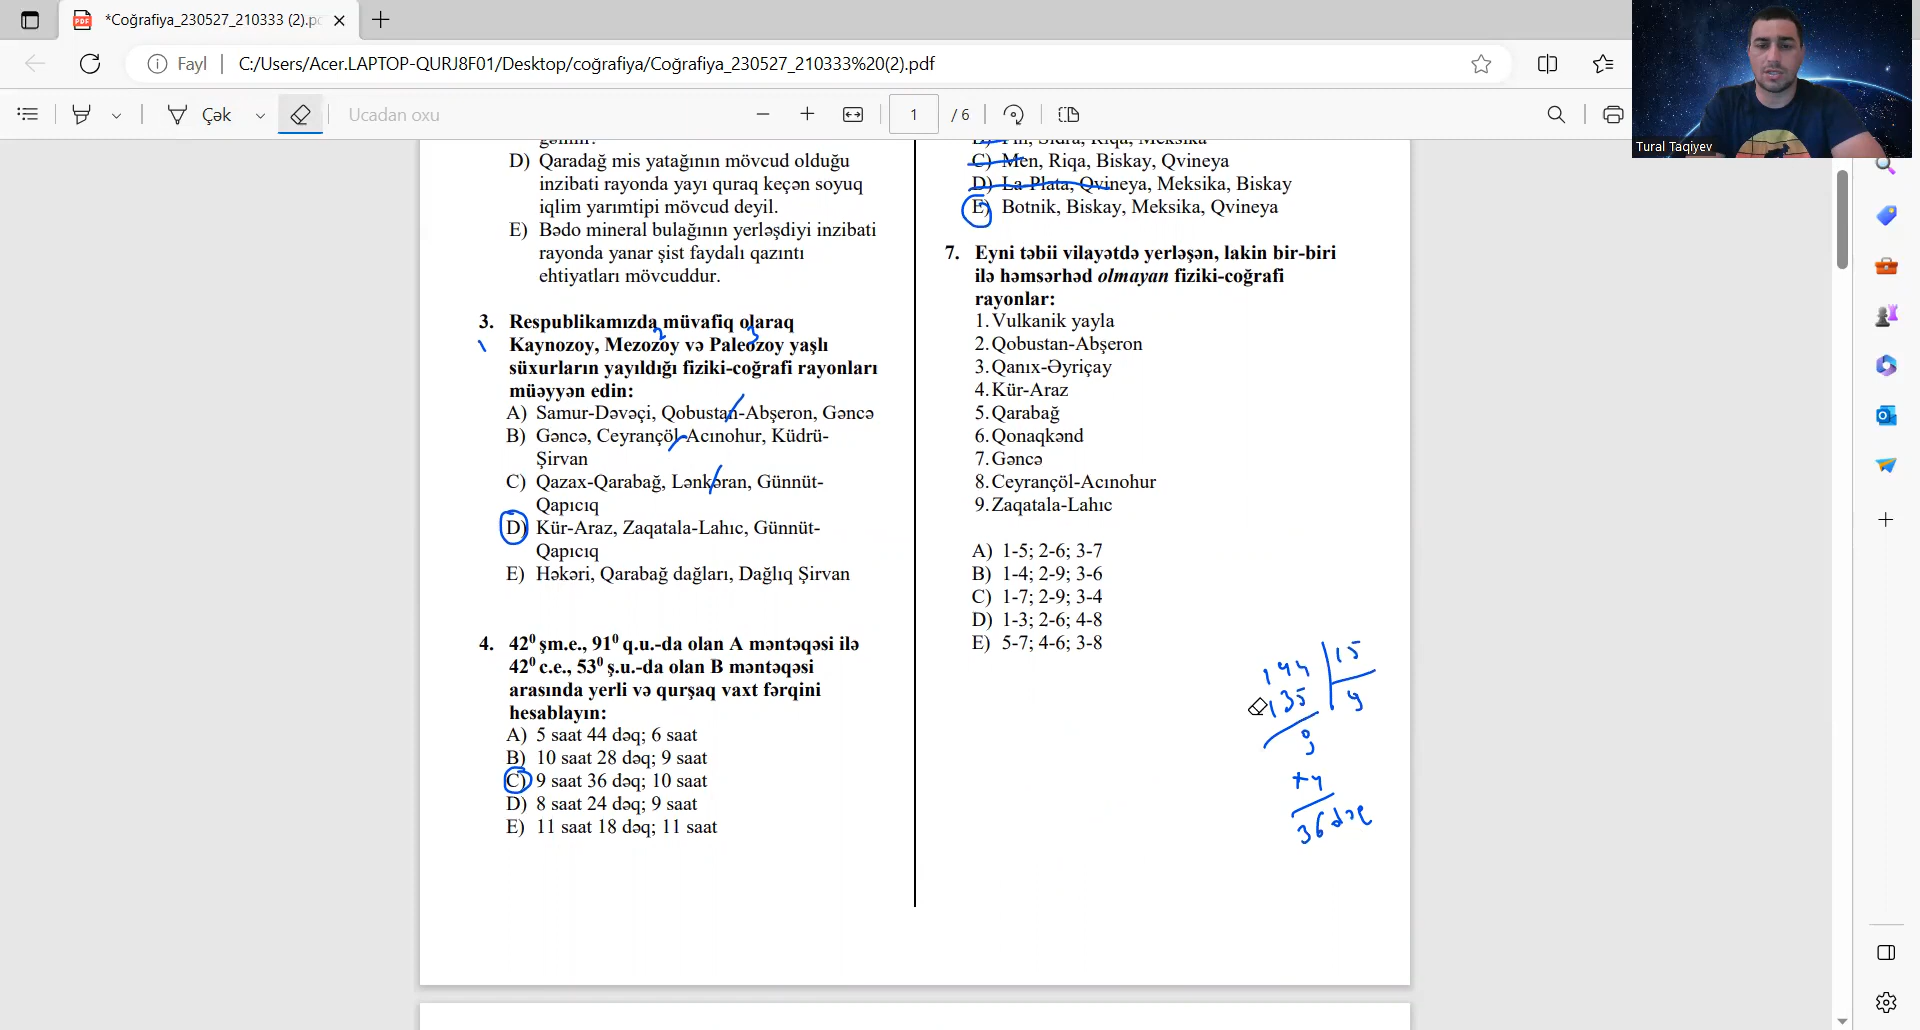 *Coğrafiya_230527_210333 (2).pc
Fayl
C:/Users/Acer.LAPTOP-QURJ8F01/Desktop/coğrafiya/Coğrafiya_230527_210333%20(2).pdf
Çək
Ucadan oxu
1 / 6
Tural Taqiyev
D) Qaradağ mis yatağının mövcud olduğu
inzibati rayonda yayı quraq keçən soyuq
iqlim yarımtipi mövcud deyil.
E) Bədo mineral bulağının yerləşdiyi inzibati
rayonda yanar şist faydalı qazıntı
ehtiyatları mövcuddur.
3. Respublikamızda müvafiq olaraq
Kaynozoy, Mezozoy və Paleozoy yaşlı
süxurların yayıldığı fiziki-coğrafi rayonları
müəyyən edin:
A) Samur-Dəvəçi, Qobustan-Abşeron, Gəncə
B) Gəncə, Ceyrançöl-Acınohur, Küdrü-
Şirvan
C) Qazax-Qarabağ, Lənkəran, Günnüt-
Qapıcıq
D) Kür-Araz, Zaqatala-Lahıc, Günnüt-
Qapıcıq
E) Həkəri, Qarabağ dağları, Dağlıq Şirvan
4. 42⁰ şm.e., 91⁰ q.u.-da olan A məntəqəsi ilə
42⁰ c.e., 53⁰ ş.u.-da olan B məntəqəsi
arasında yerli və qurşaq vaxt fərqini
hesablayın:
A) 5 saat 44 dəq; 6 saat
B) 10 saat 28 dəq; 9 saat
C) 9 saat 36 dəq; 10 saat
D) 8 saat 24 dəq; 9 saat
E) 11 saat 18 dəq; 11 saat
C) Men, Riqa, Biskay, Qvineya
D) La-Plata, Qvineya, Meksika, Biskay
E) Botnik, Biskay, Meksika, Qvineya
7. Eyni təbii vilayətdə yerləşən, lakin bir-biri
ilə həmsərhəd olmayan fiziki-coğrafi
rayonlar:
1. Vulkanik yayla
2. Qobustan-Abşeron
3. Qanıx-Əyriçay
4. Kür-Araz
5. Qarabağ
6. Qonaqkənd
7. Gəncə
8. Ceyrançöl-Acınohur
9. Zaqatala-Lahıc
A) 1-5; 2-6; 3-7
B) 1-4; 2-9; 3-6
C) 1-7; 2-9; 3-4
D) 1-3; 2-6; 4-8
E) 5-7; 4-6; 3-8
1 2 3
144 15
135 9
9
×4
36 dəq